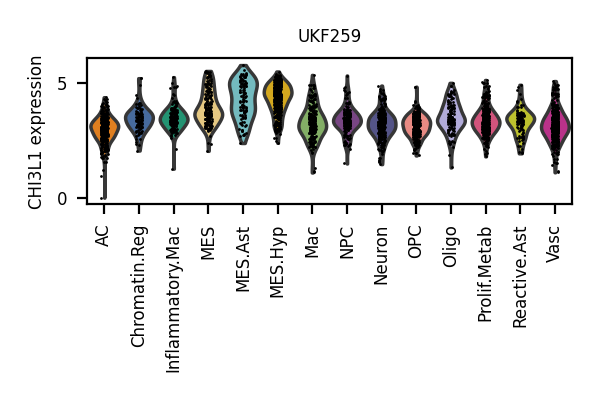 UKF259
CHI3L1 expression
5
0
AC
Chromatin.Reg
Inflammatory.Mac
MES
MES.Ast
MES.Hyp
Mac
NPC
Neuron
OPC
Oligo
Prolif.Metab
Reactive.Ast
Vasc